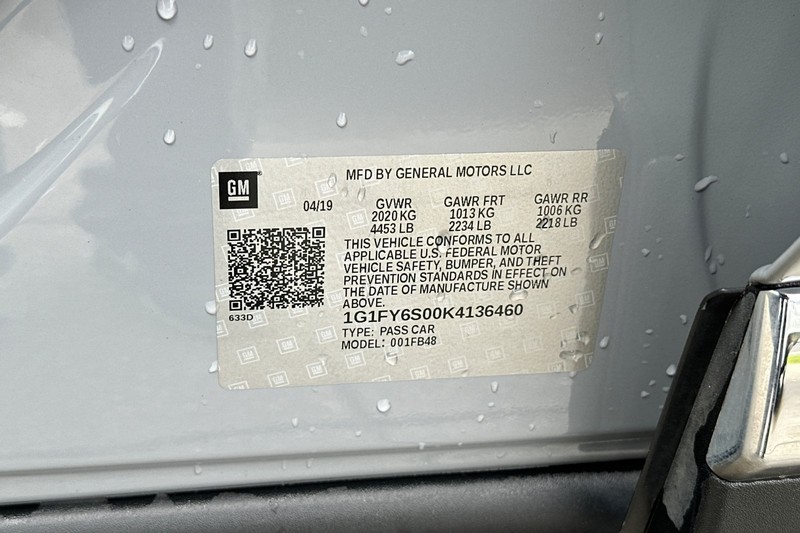 GM
MFD BY GENERAL MOTORS LLC
04/19 GVWR GAWR FRT GAWR RR
2020 KG 1013 KG 1006 KG
4453 LB 2234 LB 2218 LB
THIS VEHICLE CONFORMS TO ALL
APPLICABLE U.S. FEDERAL MOTOR
VEHICLE SAFETY, BUMPER, AND THEFT
PREVENTION STANDARDS IN EFFECT ON
THE DATE OF MANUFACTURE SHOWN
ABOVE.
633D
1G1FY6S00K4136460
TYPE: PASS CAR
MODEL: 001FB48